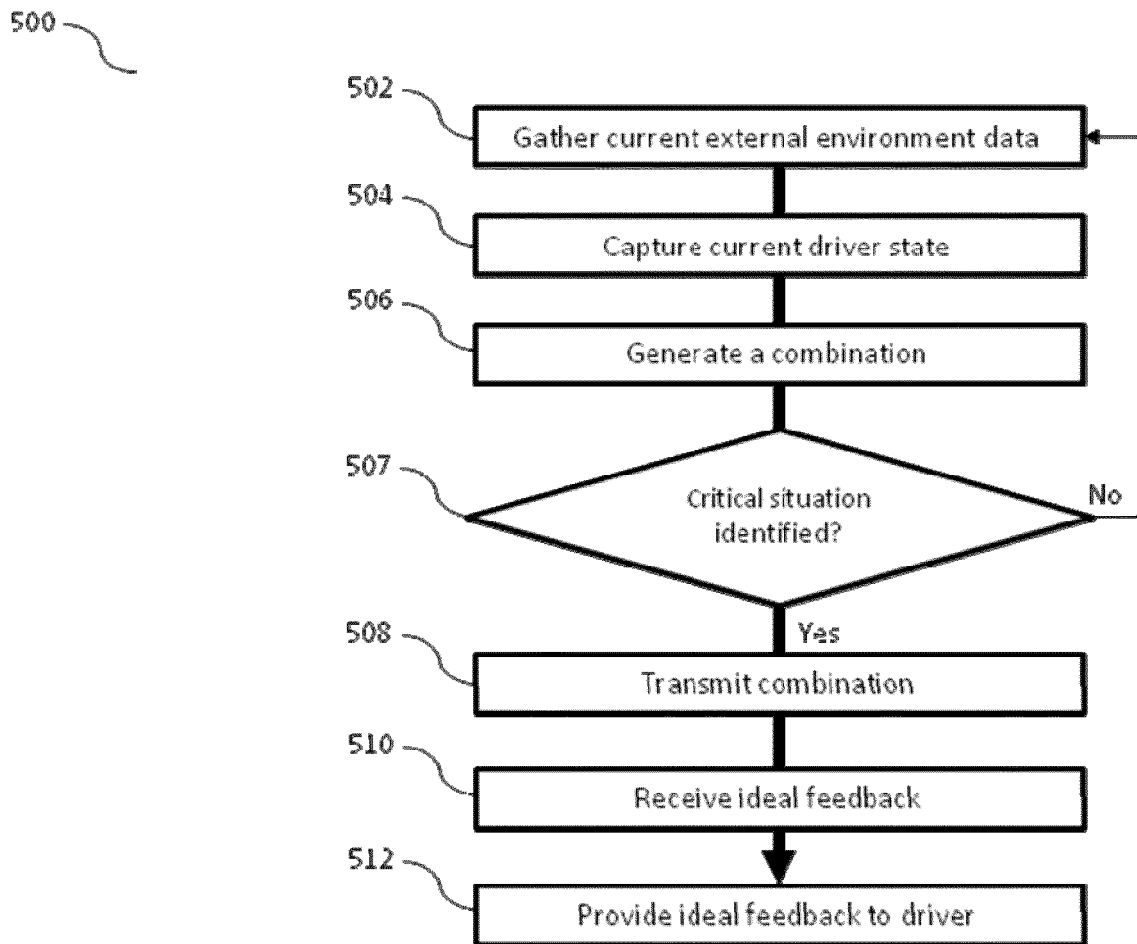 500
502
Gather current external environment data
504
Capture current driver state
506
Generate a combination
507
Critical situation
identified?
No
Yes
508
Transmit combination
510
Receive ideal feedback
512
Provide ideal feedback to driver